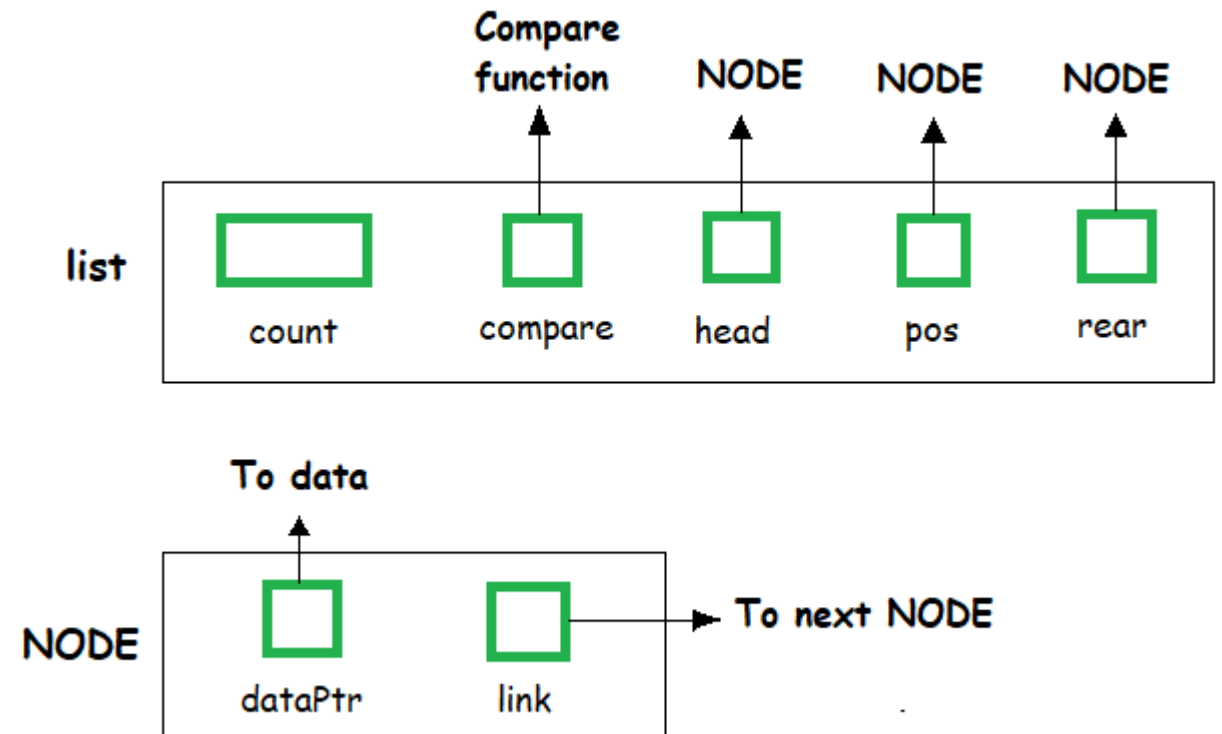 Compare
function
NODE
NODE
NODE
list
count
compare
head
pos
rear
To data
NODE
To next NODE
dataPtr
link